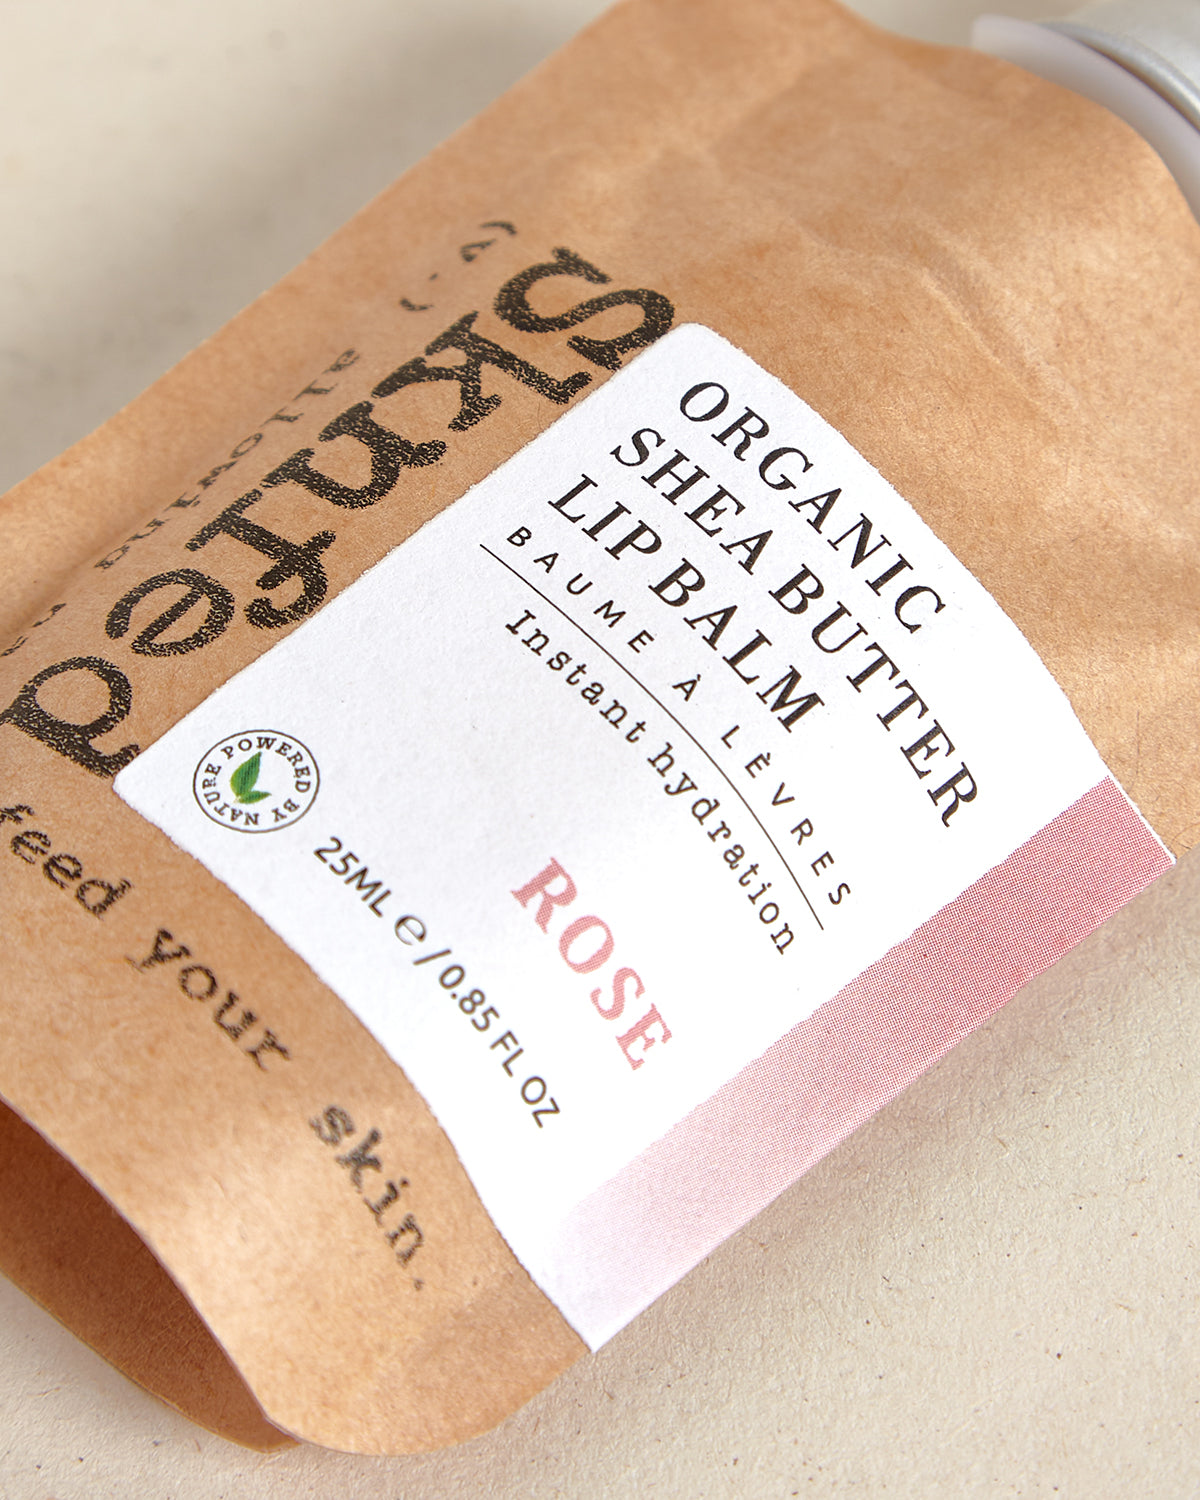 sknfed
ORGANIC
SHEA BUTTER
LIP BALM
BAUME À LÈVRES
Instant hydration
ROSE
POWERED BY NATURE
25ML ℮ / 0.85 FL OZ
feed your skin.